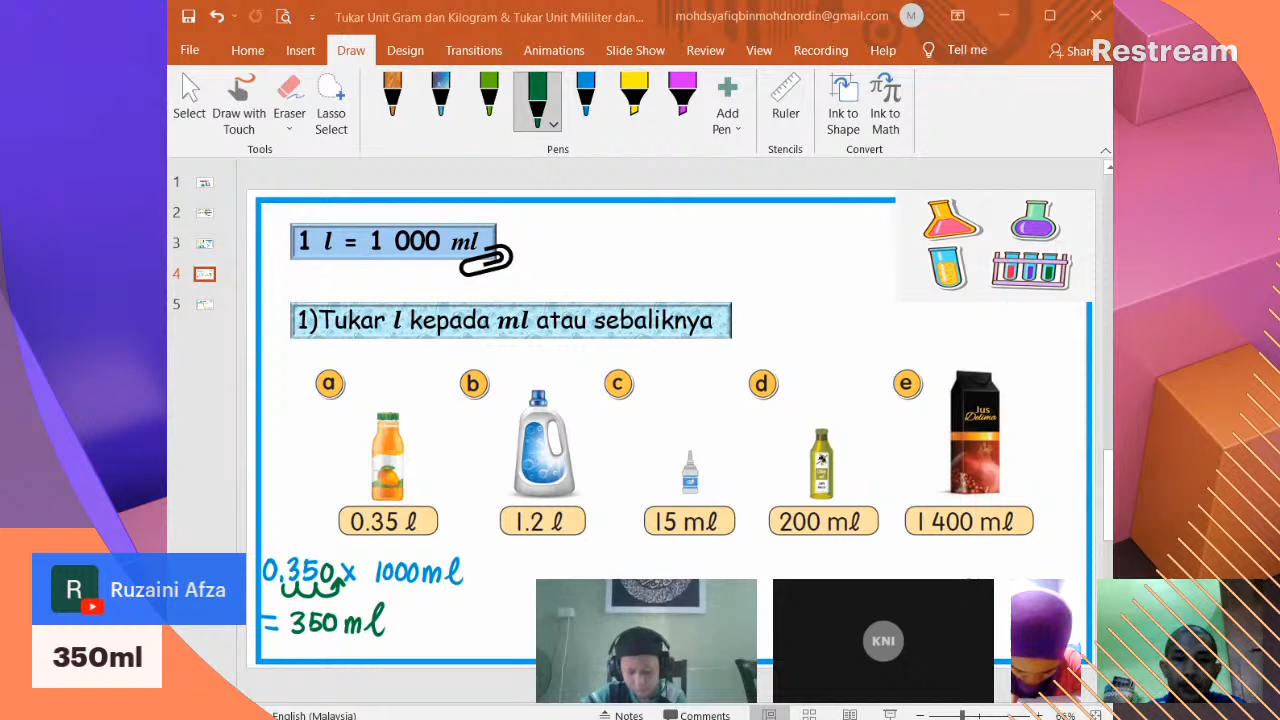 Tukar Unit Gram dan Kilogram & Tukar Unit Mililiter dan...
mohdsyafiqbinmohdnordin@gmail.com
M
File
Home
Insert
Draw
Design
Transitions
Animations
Slide Show
Review
View
Recording
Help
Tell me
Share
Restream
Select
Draw with Touch
Eraser
Lasso Select
Add Pen
Ruler
Ink to Shape
Ink to Math
Tools
Pens
Stencils
Convert
1
2
3
4
5
1 l = 1 000 ml
1)Tukar l kepada ml atau sebaliknya
a
b
c
d
e
Jus
Delima
0.35 ℓ
1.2 ℓ
15 mℓ
200 mℓ
1 400 mℓ
0.350 x 1000ml
= 350 ml
R
Ruzaini Afza
350ml
KNI
English (Malaysia)
Notes
Comments
65%